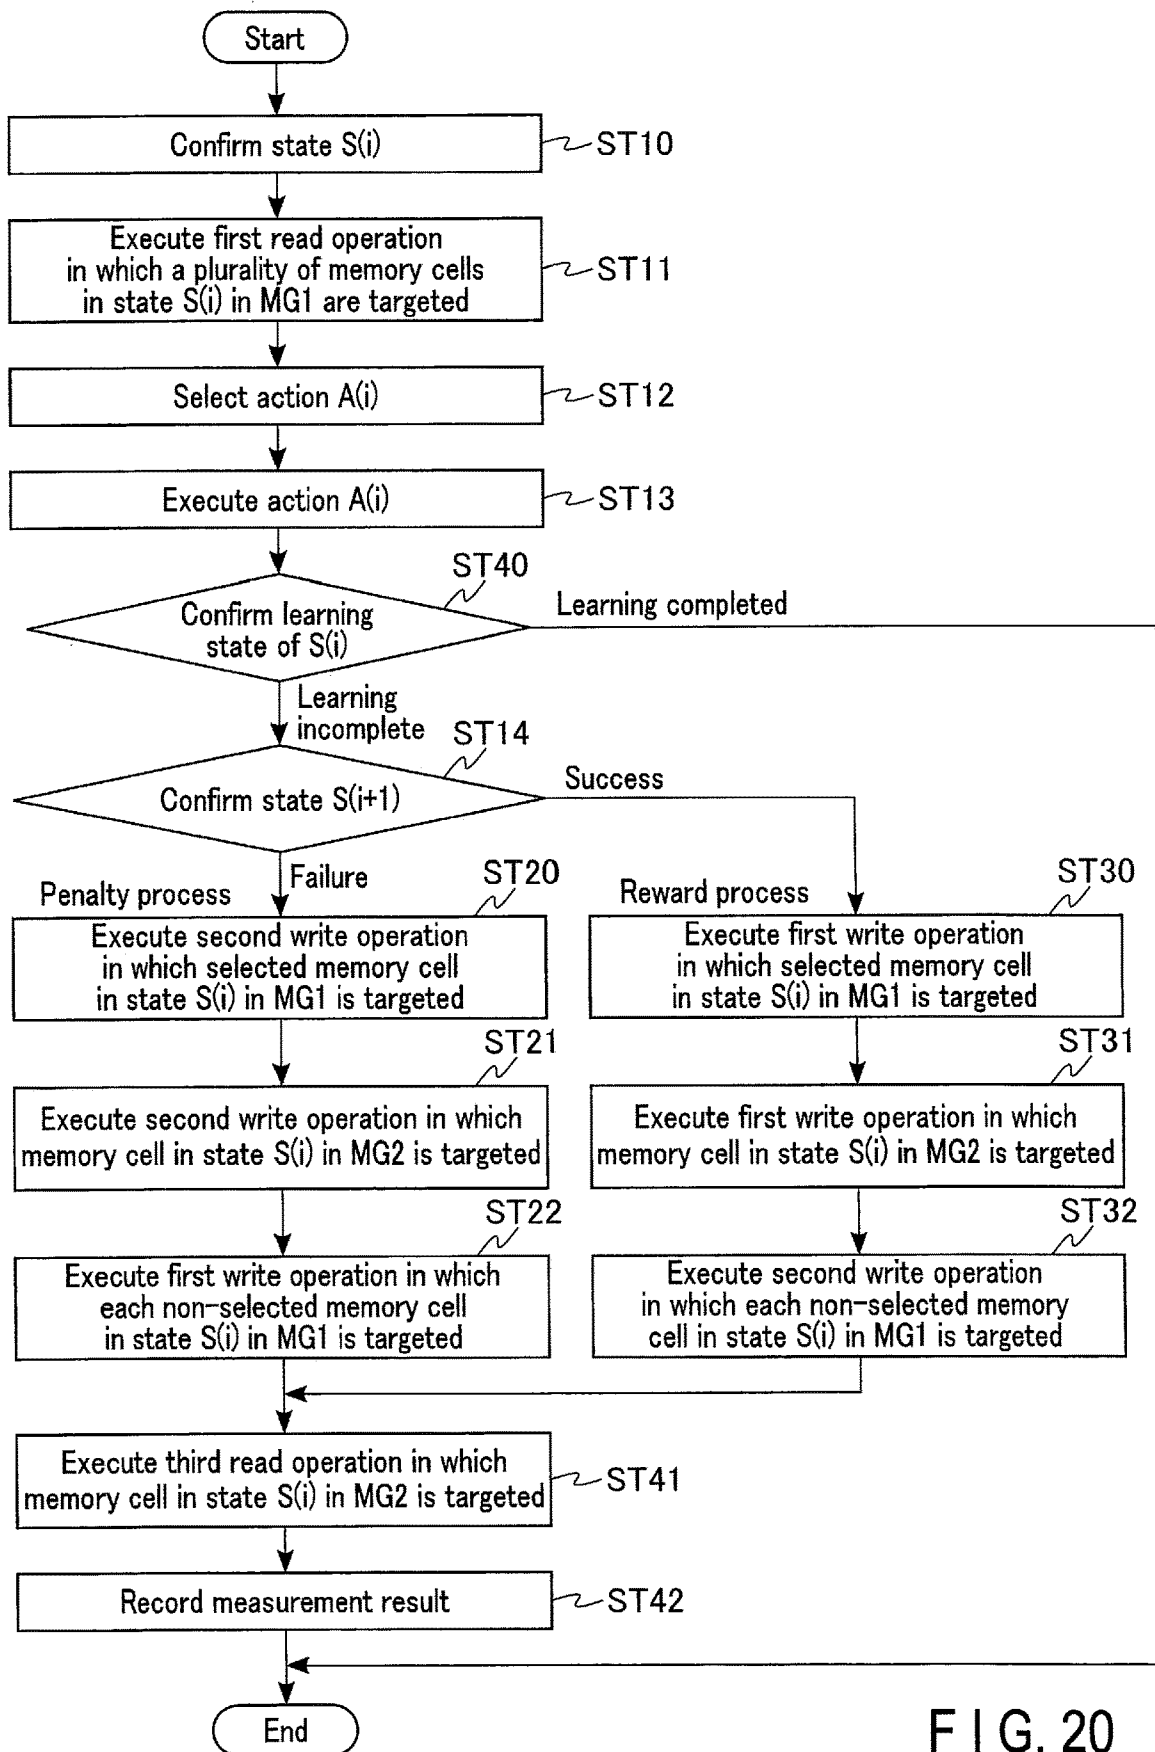 Start
Confirm state S(i)
ST10
Execute first read operation
in which a plurality of memory cells
in state S(i) in MG1 are targeted
ST11
Select action A(i)
ST12
Execute action A(i)
ST13
ST40
Confirm learning
state of S(i)
Learning completed
Learning
incomplete
ST14
Confirm state S(i+1)
Success
Failure
Penalty process
ST20
Execute second write operation
in which selected memory cell
in state S(i) in MG1 is targeted
ST21
Execute second write operation in which
memory cell in state S(i) in MG2 is targeted
ST22
Execute first write operation in which
each non-selected memory cell
in state S(i) in MG1 is targeted
Reward process
ST30
Execute first write operation
in which selected memory cell
in state S(i) in MG1 is targeted
ST31
Execute first write operation in which
memory cell in state S(i) in MG2 is targeted
ST32
Execute second write operation
in which each non-selected memory
cell in state S(i) in MG1 is targeted
Execute third read operation in which
memory cell in state S(i) in MG2 is targeted
ST41
Record measurement result
ST42
End
FIG. 20